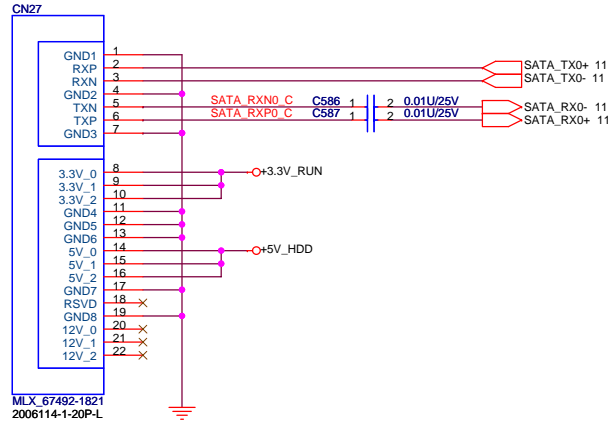 CN27
GND1 1
RXP 2 SATA_TX0+ 11
RXN 3 SATA_TX0- 11
GND2 4
TXN 5 SATA_RXN0_C C586 1 2 0.01U/25V SATA_RX0- 11
TXP 6 SATA_RXP0_C C587 1 2 0.01U/25V SATA_RX0+ 11
GND3 7
3.3V_0 8 +3.3V_RUN
3.3V_1 9
3.3V_2 10
GND4 11
GND5 12
GND6 13
5V_0 14 +5V_HDD
5V_1 15
5V_2 16
GND7 17
RSVD 18
GND8 19
12V_0 20
12V_1 21
12V_2 22
MLX_67492-1821
2006114-1-20P-L